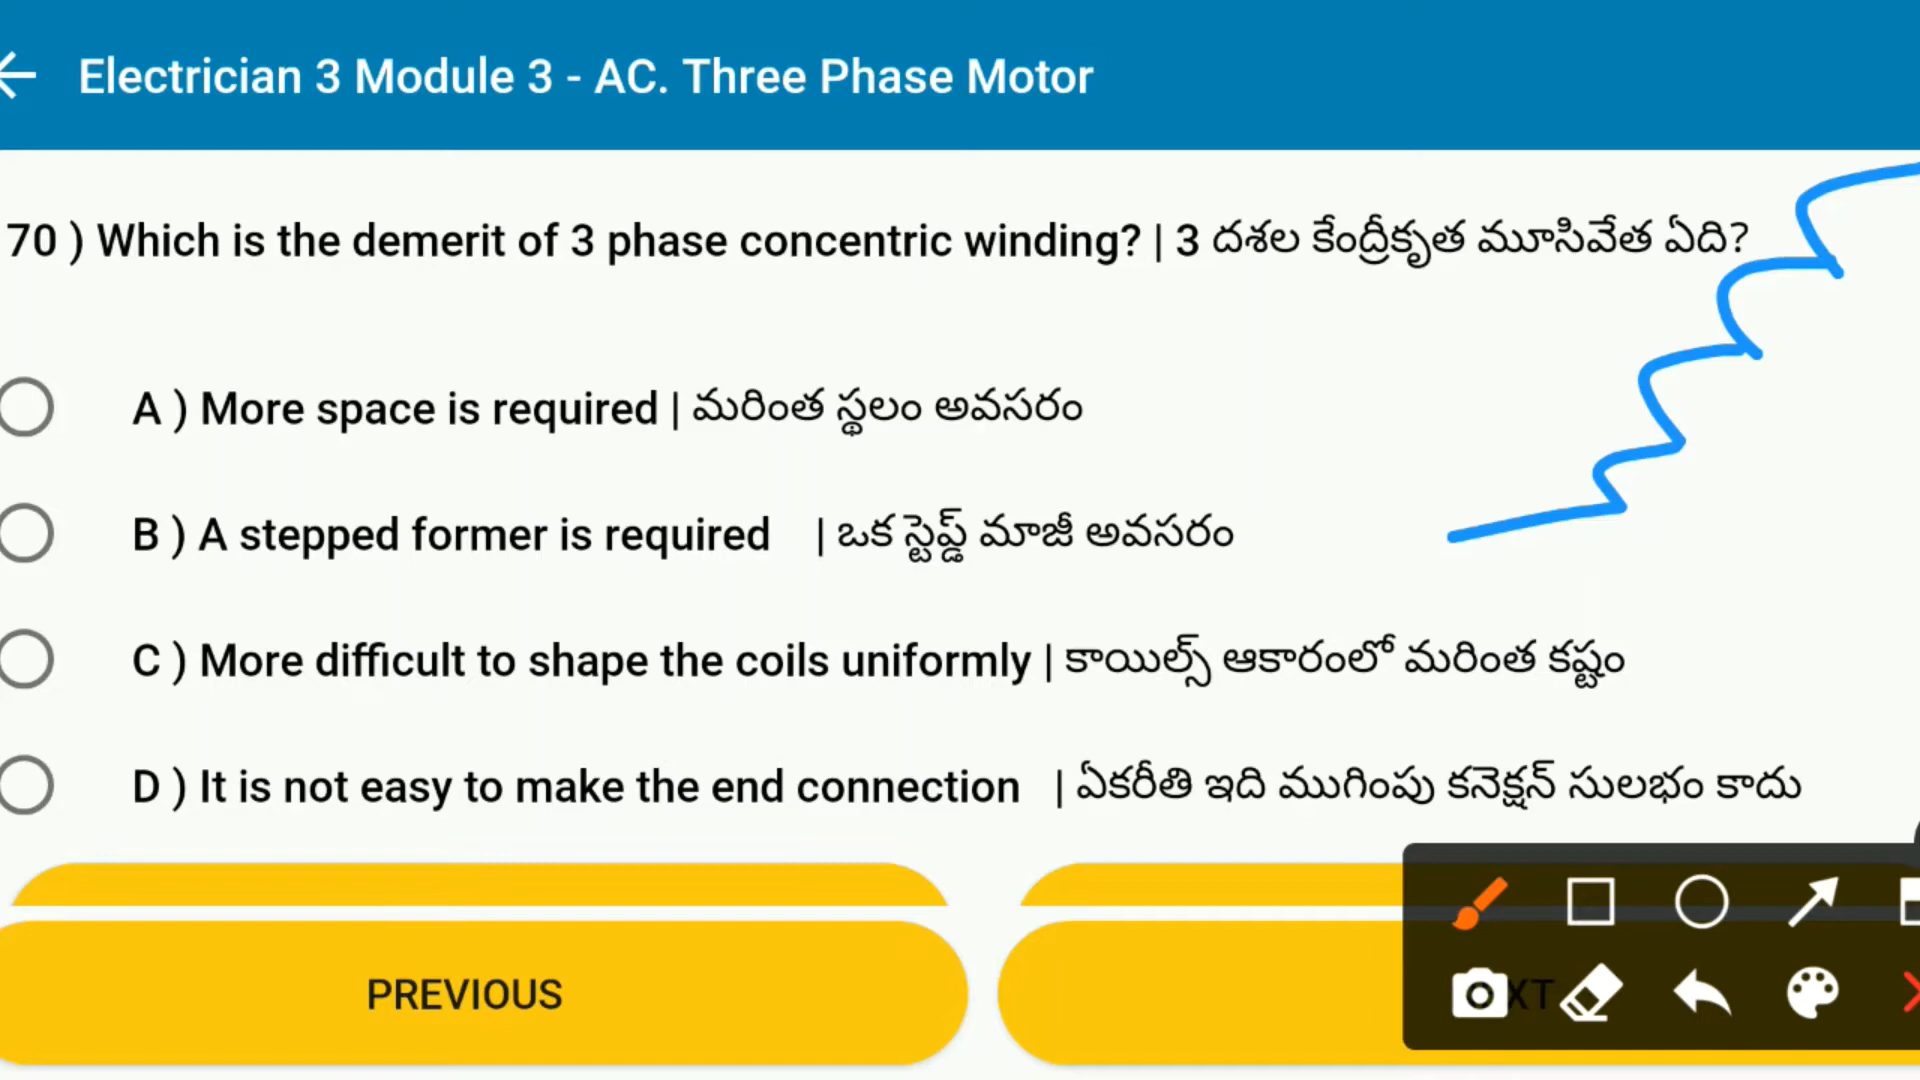 Electrician 3 Module 3 - AC. Three Phase Motor
70 ) Which is the demerit of 3 phase concentric winding? | 3 దశల కేంద్రీకృత మూసివేత ఏది?
A ) More space is required | మరింత స్థలం అవసరం
B ) A stepped former is required | ఒక స్టెప్డ్ మాజీ అవసరం
C ) More difficult to shape the coils uniformly | కాయిల్స్ ఆకారంలో మరింత కష్టం
D ) It is not easy to make the end connection | ఏకరీతి ఇది ముగింపు కనెక్షన్ సులభం కాదు
PREVIOUS